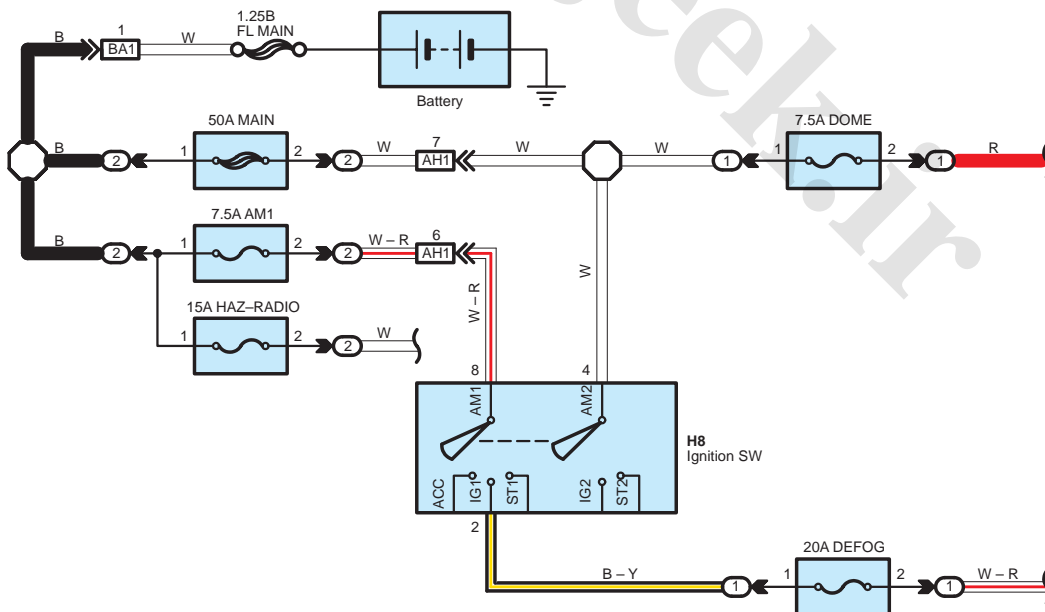 1.25B
FL MAIN
B
1
BA1
W
Battery
50A MAIN
B
2
1
2
2
W
7
AH1
W
W
1
7.5A DOME
1
2
1
R
7.5A AM1
B
2
1
2
2
W – R
6
AH1
W – R
W
15A HAZ–RADIO
1
2
2
W
8
4
AM1
AM2
H8
Ignition SW
ACC
IG1
ST1
IG2
ST2
2
B – Y
1
20A DEFOG
1
2
1
W – R
eek.ir